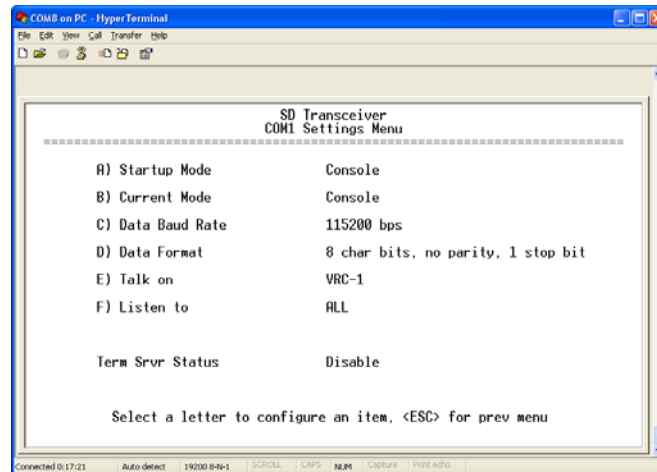 COM8 on PC - HyperTerminal
File Edit View Call Transfer Help
SD Transceiver
COM1 Settings Menu
==========================================================================
A) Startup Mode Console
B) Current Mode Console
C) Data Baud Rate 115200 bps
D) Data Format 8 char bits, no parity, 1 stop bit
E) Talk on VRC-1
F) Listen to ALL
Term Srvr Status Disable
Select a letter to configure an item, <ESC> for prev menu
Connected 0:17:21 Auto detect 19200 8-N-1 SCROLL CAPS NUM Capture Print echo